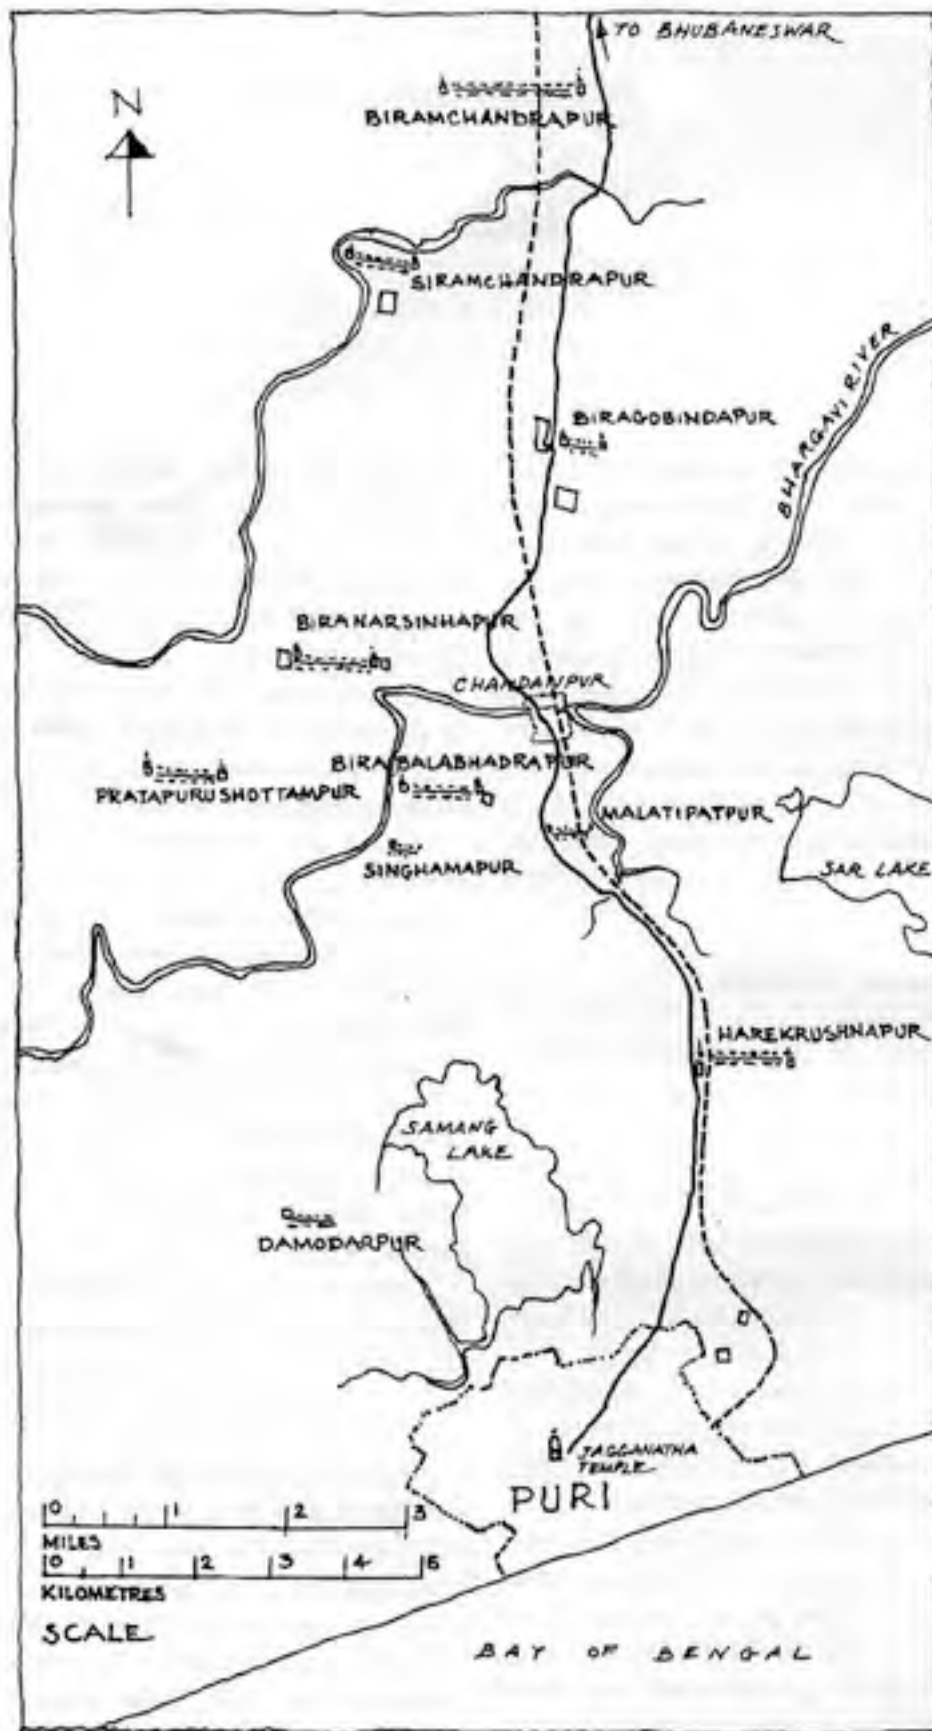 TO BHUBANESWAR
N
BIRAMCHANDRAPUR
SIRAMCHANDRAPUR
BIRAGOBINDAPUR
BHARGAVI RIVER
BIRANARSINHAPUR
CHANDANPUR
BIRABALABHADRAPUR
PRATAPURUSHOTTAMPUR
MALATIPATPUR
SINGHAMAPUR
SAR LAKE
HAREKRUSHNAPUR
SAMANG
LAKE
DAMODARPUR
JAGGANATHA
TEMPLE
PURI
0 1 2 3
MILES
0 1 2 3 4 5
KILOMETRES
SCALE
BAY OF BENGAL